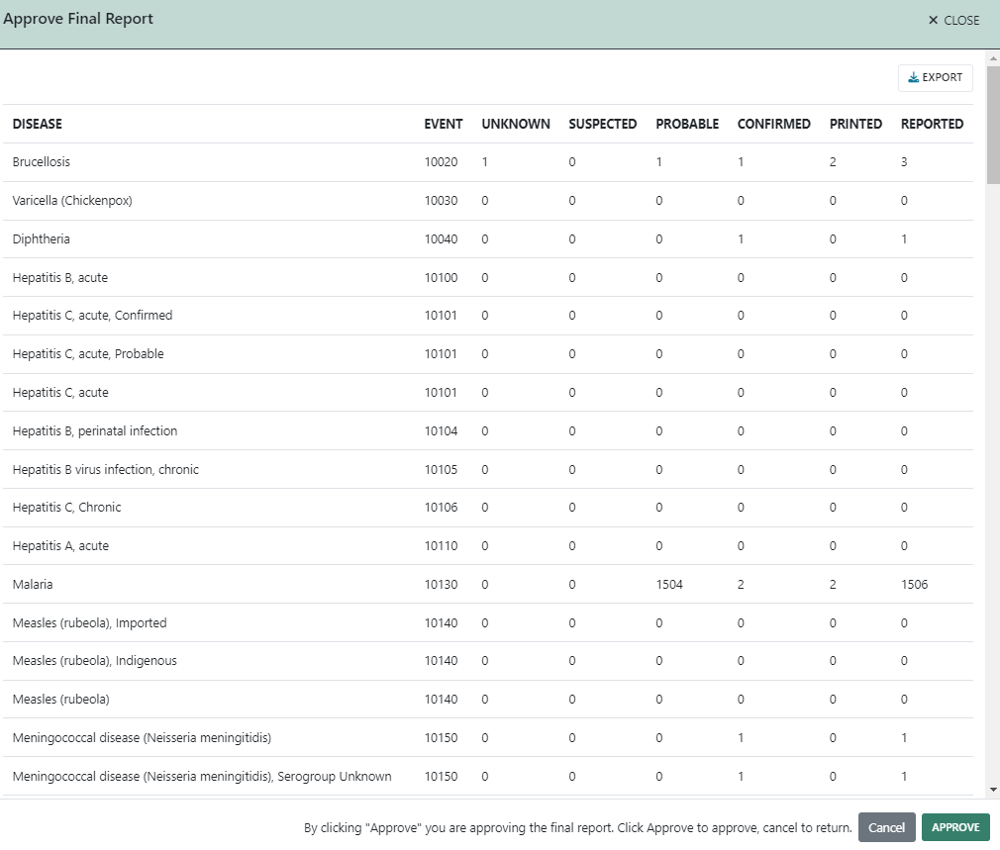 Approve Final Report
✕ CLOSE
EXPORT
DISEASE EVENT UNKNOWN SUSPECTED PROBABLE CONFIRMED PRINTED REPORTED
Brucellosis 10020 1 0 1 1 2 3
Varicella (Chickenpox) 10030 0 0 0 0 0 0
Diphtheria 10040 0 0 0 1 0 1
Hepatitis B, acute 10100 0 0 0 0 0 0
Hepatitis C, acute, Confirmed 10101 0 0 0 0 0 0
Hepatitis C, acute, Probable 10101 0 0 0 0 0 0
Hepatitis C, acute 10101 0 0 0 0 0 0
Hepatitis B, perinatal infection 10104 0 0 0 0 0 0
Hepatitis B virus infection, chronic 10105 0 0 0 0 0 0
Hepatitis C, Chronic 10106 0 0 0 0 0 0
Hepatitis A, acute 10110 0 0 0 0 0 0
Malaria 10130 0 0 1504 2 2 1506
Measles (rubeola), Imported 10140 0 0 0 0 0 0
Measles (rubeola), Indigenous 10140 0 0 0 0 0 0
Measles (rubeola) 10140 0 0 0 0 0 0
Meningococcal disease (Neisseria meningitidis) 10150 0 0 0 1 0 1
Meningococcal disease (Neisseria meningitidis), Serogroup Unknown 10150 0 0 0 1 0 1
By clicking "Approve" you are approving the final report. Click Approve to approve, cancel to return. Cancel APPROVE